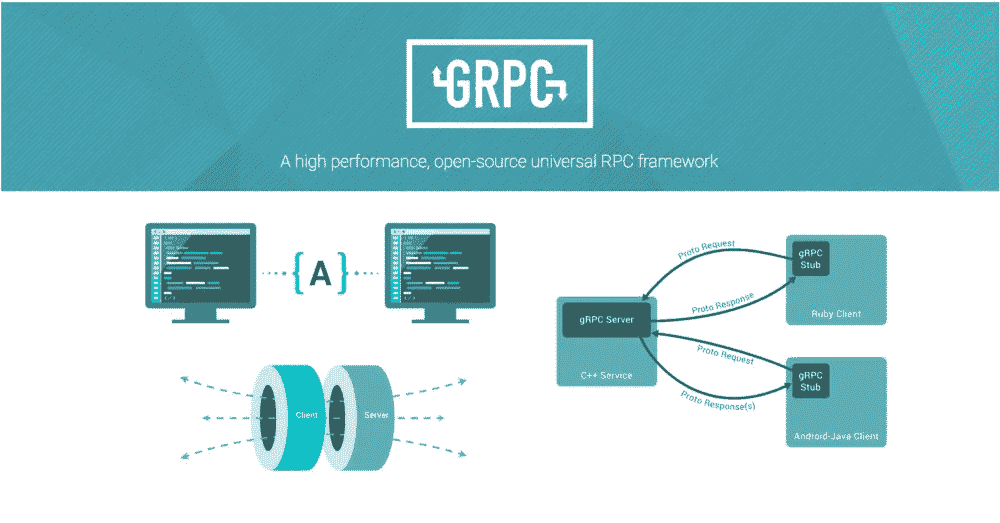 GRPC
A high performance, open-source universal RPC framework
{A}
Client
Server
Proto Request
gRPC
Stub
Ruby Client
Proto Response
gRPC Server
C++ Service
Proto Request
gRPC
Stub
Proto Response(s)
Android-Java Client